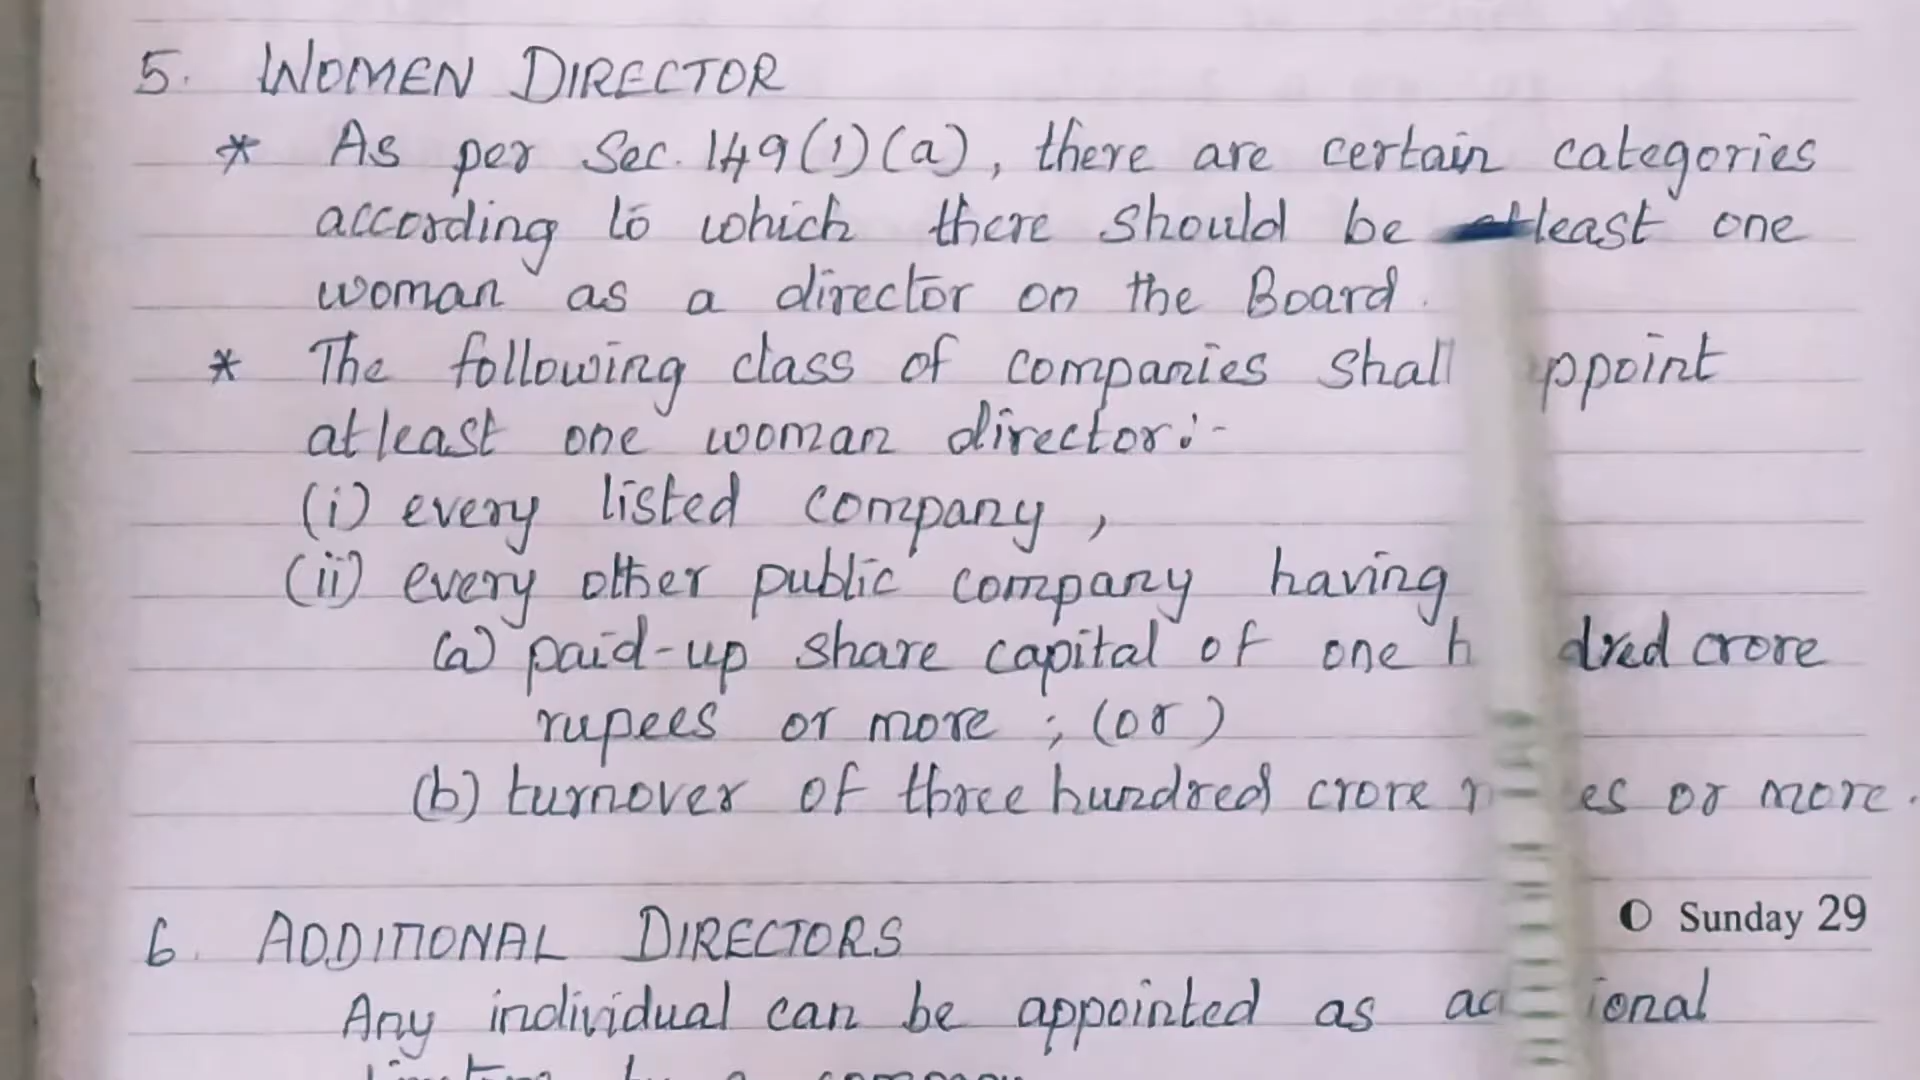 5. WOMEN DIRECTOR
* As per Sec. 149(1)(a), there are certain categories
according to which there should be atleast one
woman as a director on the Board.
* The following class of companies shall ppoint
atleast one woman director:-
(i) every listed company,
(ii) every other public company having
(a) paid-up share capital of one h dred crore
rupees or more ; (or)
(b) turnover of three hundred crore r es or more.
Sunday 29
6. ADDITIONAL DIRECTORS
Any individual can be appointed as ad ional